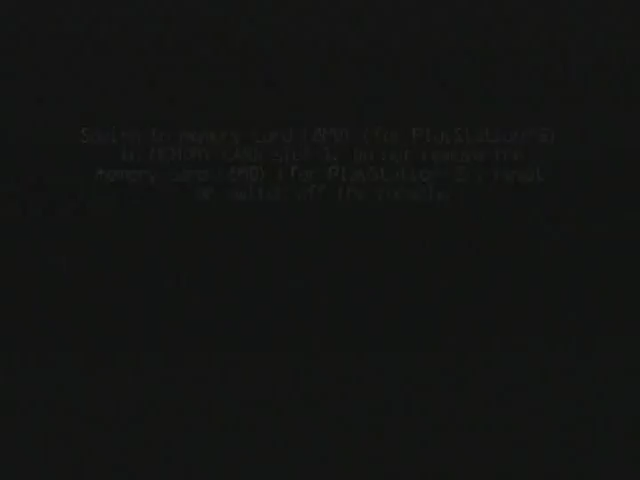 Saving to memory card (8MB) (for PlayStation®2)
in MEMORY CARD slot 1. Do not remove the
memory card (8MB) (for PlayStation®2), reset
or switch off the console.